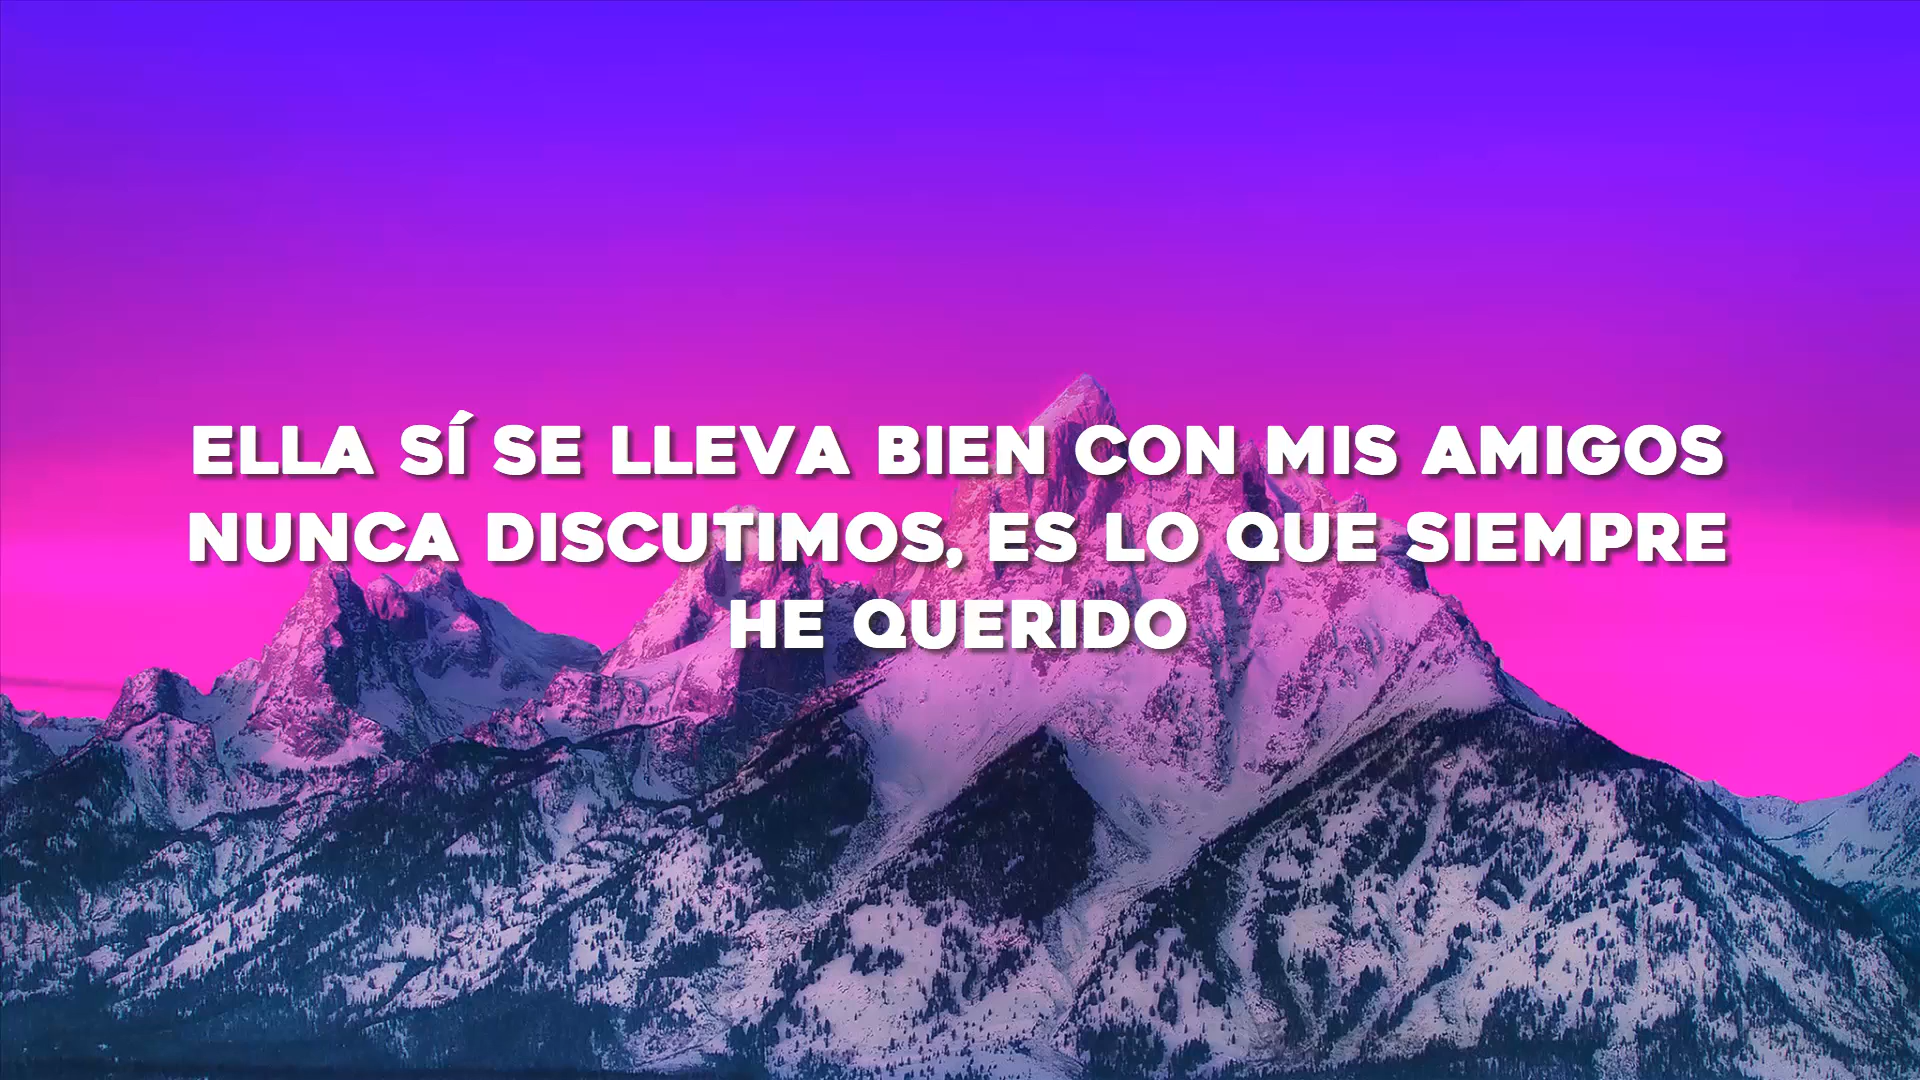 ELLA SÍ SE LLEVA BIEN CON MIS AMIGOS
NUNCA DISCUTIMOS, ES LO QUE SIEMPRE
HE QUERIDO